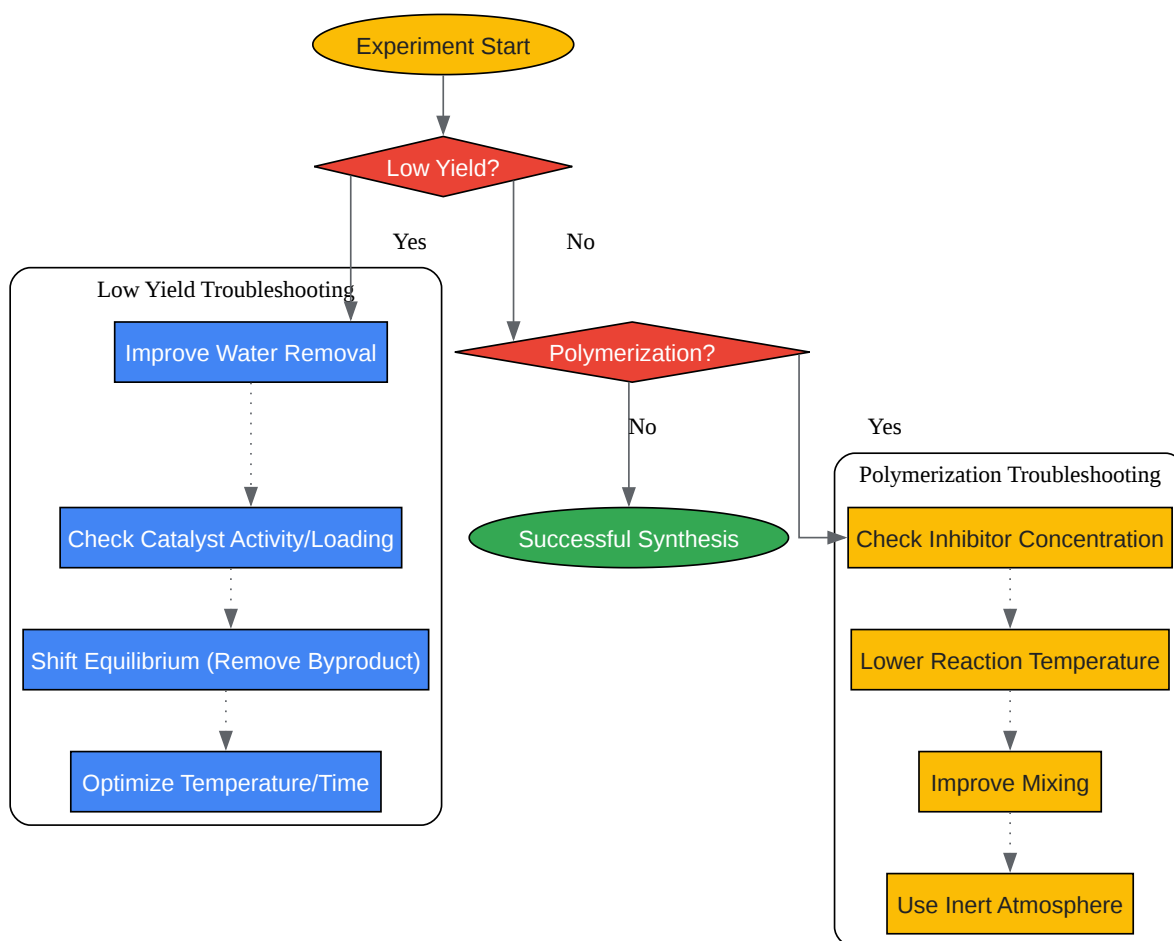 Experiment Start
Low Yield?
Yes
No
Low Yield Troubleshooting
Improve Water Removal
Polymerization?
No
Yes
Polymerization Troubleshooting
Check Catalyst Activity/Loading
Successful Synthesis
Check Inhibitor Concentration
Shift Equilibrium (Remove Byproduct)
Lower Reaction Temperature
Optimize Temperature/Time
Improve Mixing
Use Inert Atmosphere